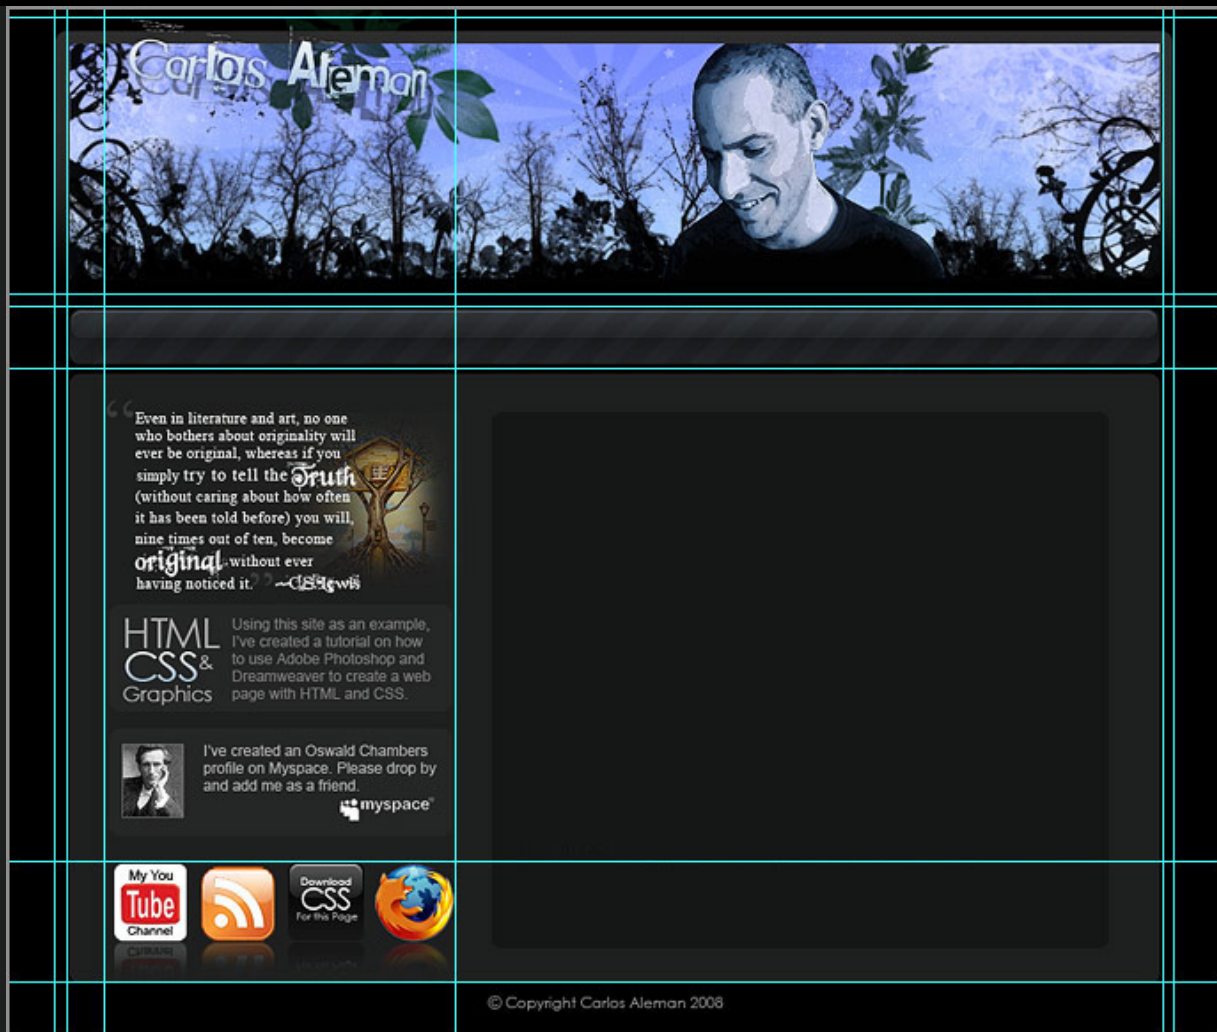 Carlos Aleman
“Even in literature and art, no one
who bothers about originality will
ever be original, whereas if you
simply try to tell the Truth
(without caring about how often
it has been told before) you will,
nine times out of ten, become
original without ever
having noticed it.” ~C.S. Lewis
HTML
CSS&
Graphics
Using this site as an example,
I've created a tutorial on how
to use Adobe Photoshop and
Dreamweaver to create a web
page with HTML and CSS.
I've created an Oswald Chambers
profile on Myspace. Please drop by
and add me as a friend.
myspace
My You
Tube
Channel
Download
CSS
For this Page
© Copyright Carlos Aleman 2008